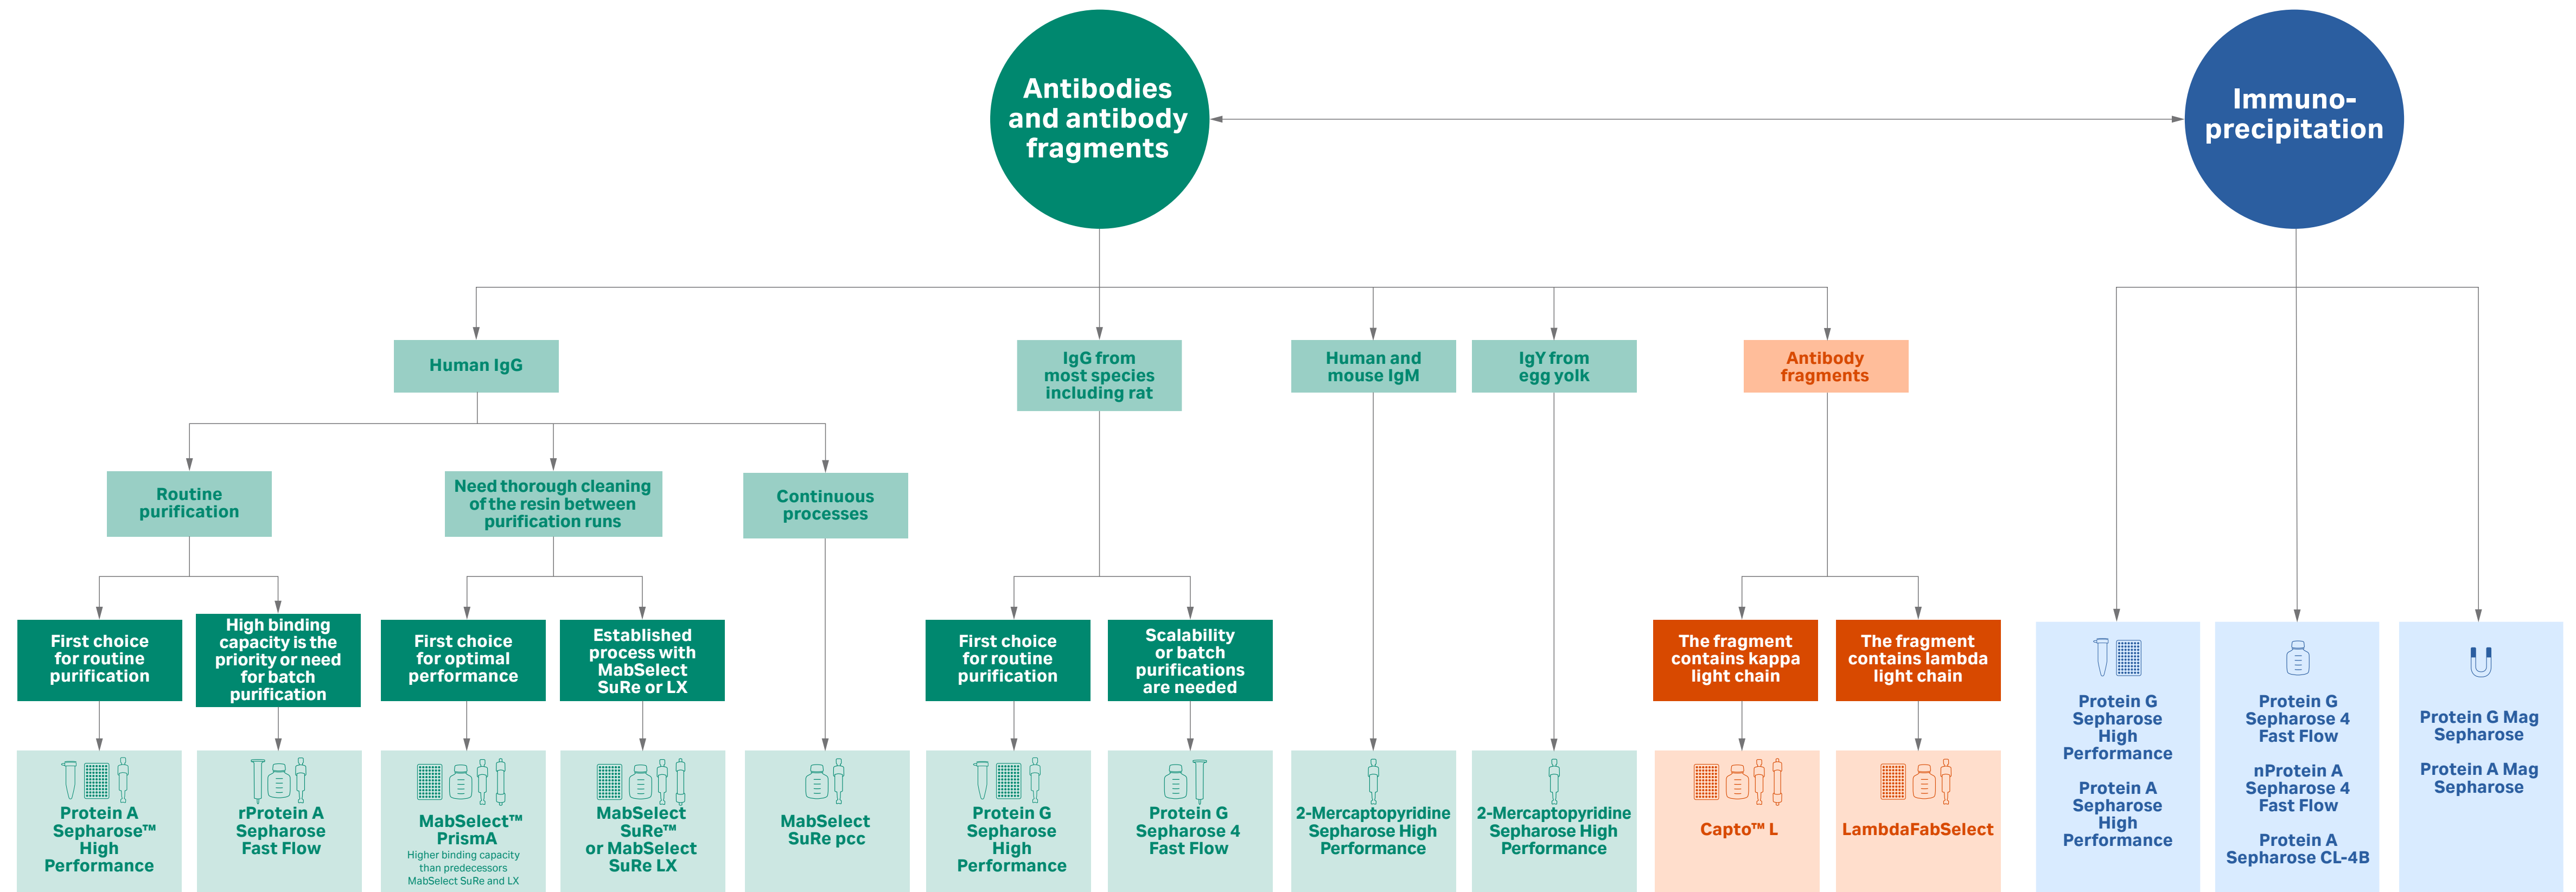 Antibodies
and antibody
fragments
Immuno-
precipitation
Human IgG
IgG from
most species
including rat
Human and
mouse IgM
IgY from
egg yolk
Antibody
fragments
Routine
purification
Need thorough cleaning
of the resin between
purification runs
Continuous
processes
First choice
for routine
purification
High binding
capacity is the
priority or need
for batch
purification
First choice
for optimal
performance
Established
process with
MabSelect
SuRe or LX
First choice
for routine
purification
Scalability
or batch
purifications
are needed
The fragment
contains kappa
light chain
The fragment
contains lambda
light chain
Protein A
Sepharose™
High
Performance
rProtein A
Sepharose
Fast Flow
MabSelect™
PrismA
Higher binding capacity
than predecessors
MabSelect SuRe and LX
MabSelect
SuRe™
or MabSelect
SuRe LX
MabSelect
SuRe pcc
Protein G
Sepharose
High
Performance
Protein G
Sepharose 4
Fast Flow
2-Mercaptopyridine
Sepharose High
Performance
2-Mercaptopyridine
Sepharose High
Performance
Capto™ L
LambdaFabSelect
Protein G
Sepharose
High
Performance
Protein A
Sepharose
High
Performance
Protein G
Sepharose 4
Fast Flow
nProtein A
Sepharose 4
Fast Flow
Protein A
Sepharose CL-4B
Protein G Mag
Sepharose
Protein A Mag
Sepharose